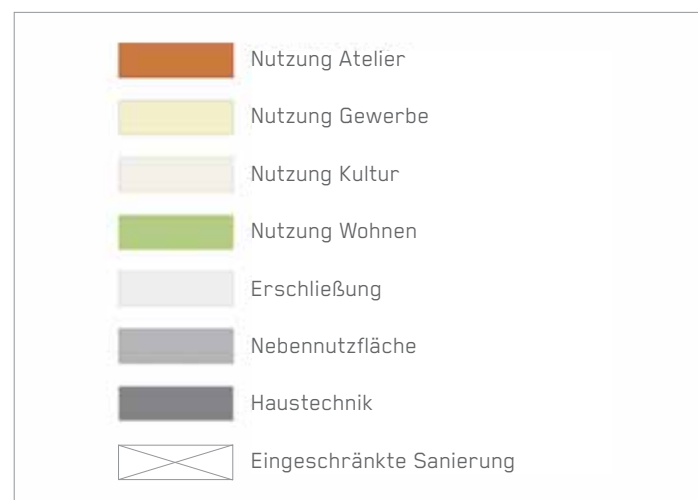 Nutzung Atelier
Nutzung Gewerbe
Nutzung Kultur
Nutzung Wohnen
Erschließung
Nebennutzfläche
Haustechnik
Eingeschränkte Sanierung